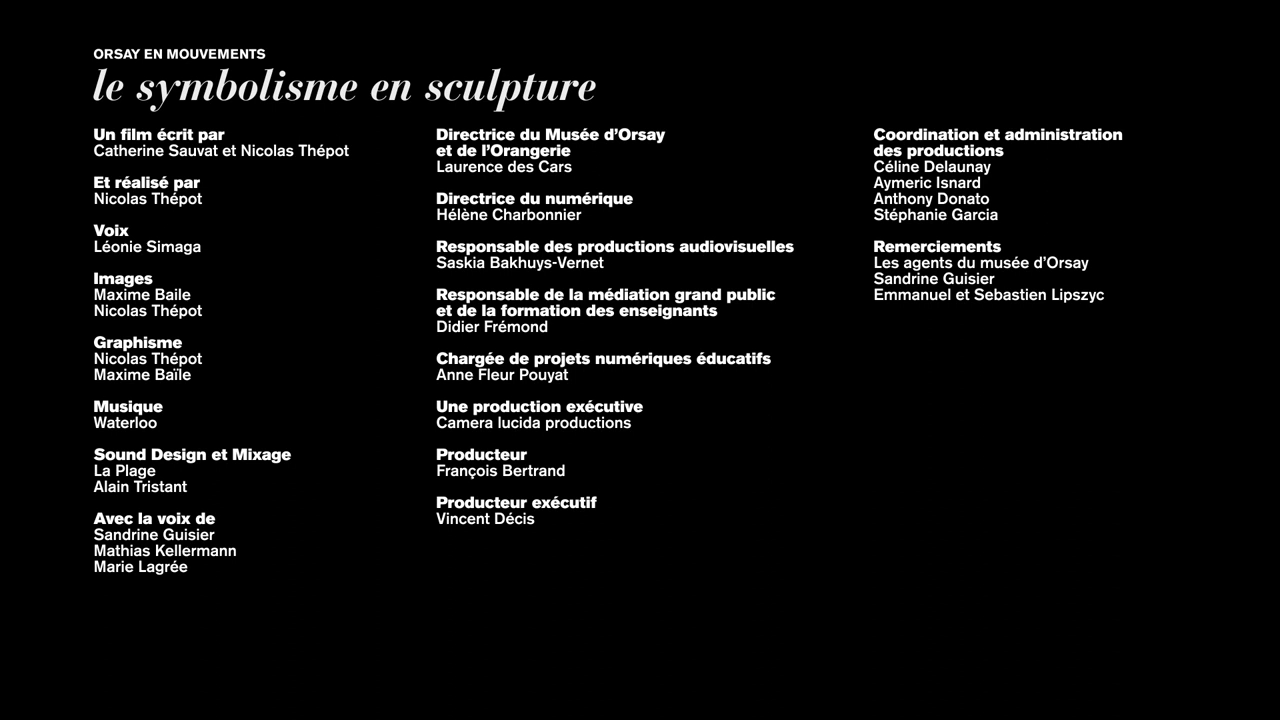 ORSAY EN MOUVEMENTS
le symbolisme en sculpture
Un film écrit par
Catherine Sauvat et Nicolas Thépot
Et réalisé par
Nicolas Thépot
Voix
Léonie Simaga
Images
Maxime Baile
Nicolas Thépot
Graphisme
Nicolas Thépot
Maxime Baïle
Musique
Waterloo
Sound Design et Mixage
La Plage
Alain Tristant
Avec la voix de
Sandrine Guisier
Mathias Kellermann
Marie Lagrée
Directrice du Musée d’Orsay
et de l’Orangerie
Laurence des Cars
Directrice du numérique
Hélène Charbonnier
Responsable des productions audiovisuelles
Saskia Bakhuys-Vernet
Responsable de la médiation grand public
et de la formation des enseignants
Didier Frémond
Chargée de projets numériques éducatifs
Anne Fleur Pouyat
Une production exécutive
Camera lucida productions
Producteur
François Bertrand
Producteur exécutif
Vincent Décis
Coordination et administration
des productions
Céline Delaunay
Aymeric Isnard
Anthony Donato
Stéphanie Garcia
Remerciements
Les agents du musée d’Orsay
Sandrine Guisier
Emmanuel et Sebastien Lipszyc